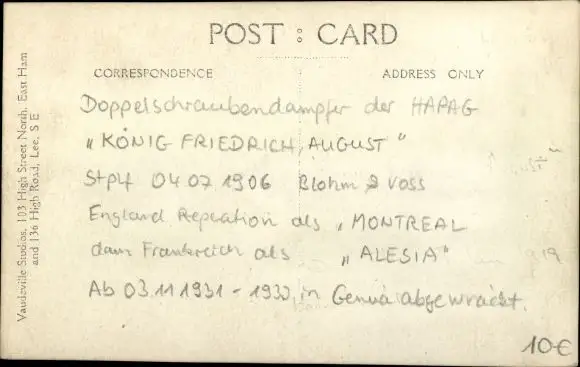 POST : CARD
CORRESPONDENCE
ADDRESS ONLY
Doppelschraubendampfer der HAPAG
"KÖNIG FRIEDRICH AUGUST"
Stplf 04 07 1906 Blohm & Voss
England Reperation als "MONTREAL
dann Frankreich als "ALESIA"
Ab 03 11 1931 - 1933 in Genua abgewrackt.
10€
Vaudeville Studios, 103 High Street North, East Ham
and 136 High Road, Lee, S E